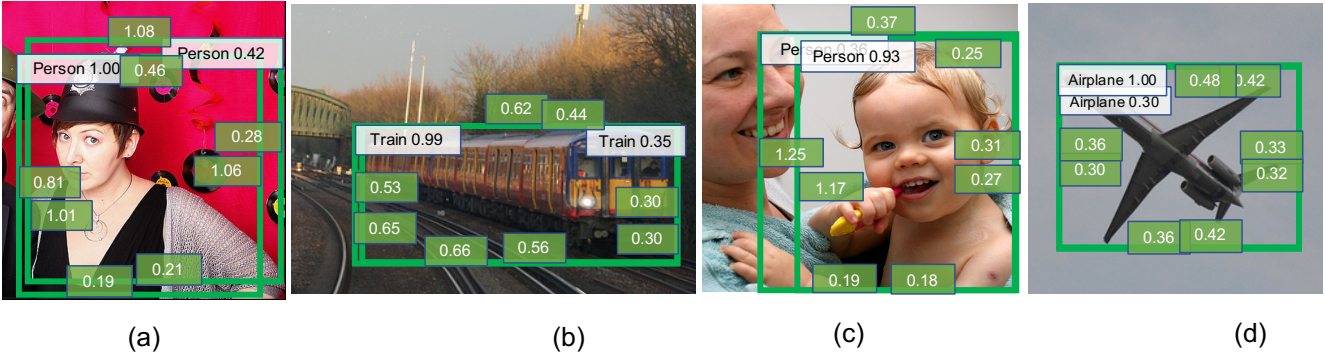 1.08
Person 0.42
Person 1.00
0.46
0.28
1.06
0.81
1.01
0.21
0.19
(a)
0.62
0.44
Train 0.99
Train 0.35
0.53
0.30
0.65
0.30
0.66
0.56
(b)
0.37
0.25
Person 0.36
Person 0.93
0.31
1.25
0.27
1.17
0.19
0.18
(c)
Airplane 1.00
0.48
0.42
Airplane 0.30
0.36
0.33
0.30
0.32
0.36
0.42
(d)